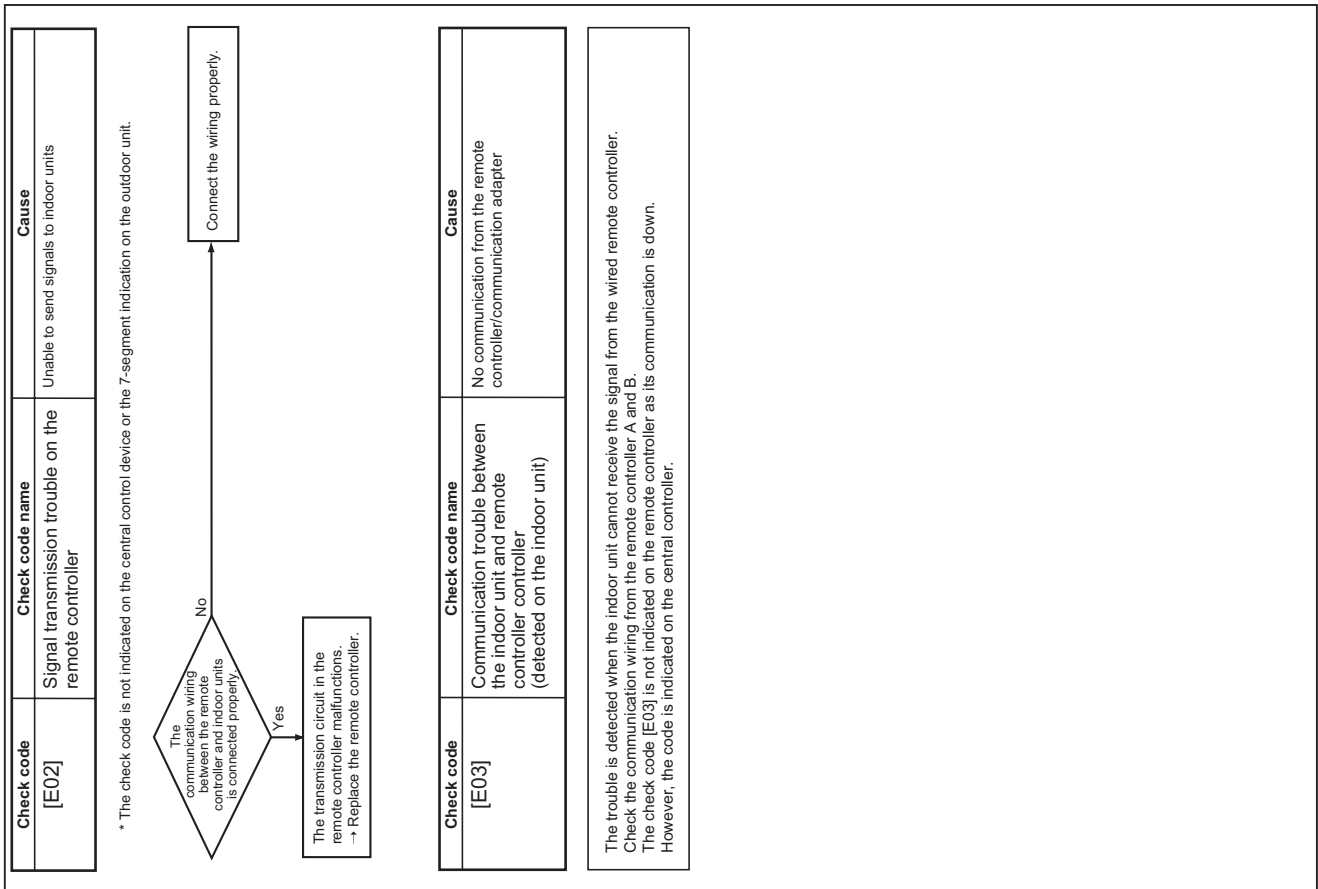 Check code
Check code name
Cause
[E02]
Signal transmission trouble on the
remote controller
Unable to send signals to indoor units
* The check code is not indicated on the central control device or the 7-segment indication on the outdoor unit.
The
communication wiring
between the remote
controller and indoor units
is connected properly.
No
Connect the wiring properly.
Yes
The transmission circuit in the
remote controller malfunctions.
→ Replace the remote controller.
Check code
Check code name
Cause
[E03]
Communication trouble between
the indoor unit and remote
controller controller
(detected on the indoor unit)
No communication from the remote
controller/communication adapter
The trouble is detected when the indoor unit cannot receive the signal from the wired remote controller.
Check the communication wiring from the remote controller A and B.
The check code [E03] is not indicated on the remote controller as its communication is down.
However, the code is indicated on the central controller.